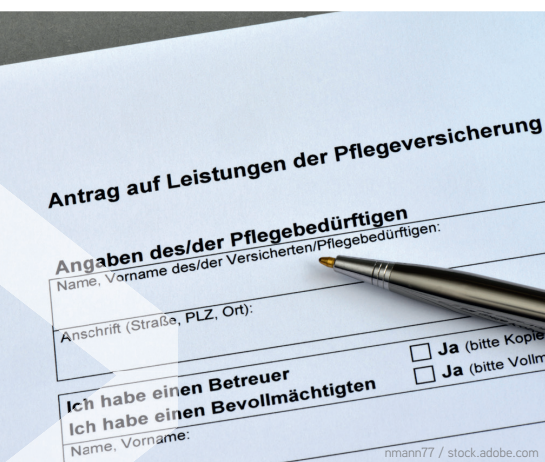 Antrag auf Leistungen der Pflegeversicherung
Angaben des/der Pflegebedürftigen
Name, Vorname des/der Versicherten/Pflegebedürftigen:
Anschrift (Straße, PLZ, Ort):
Ich habe einen Betreuer
Ja (bitte Kopie
Ich habe einen Bevollmächtigten
Ja (bitte Vollm
Name, Vorname:
nmann77 / stock.adobe.com